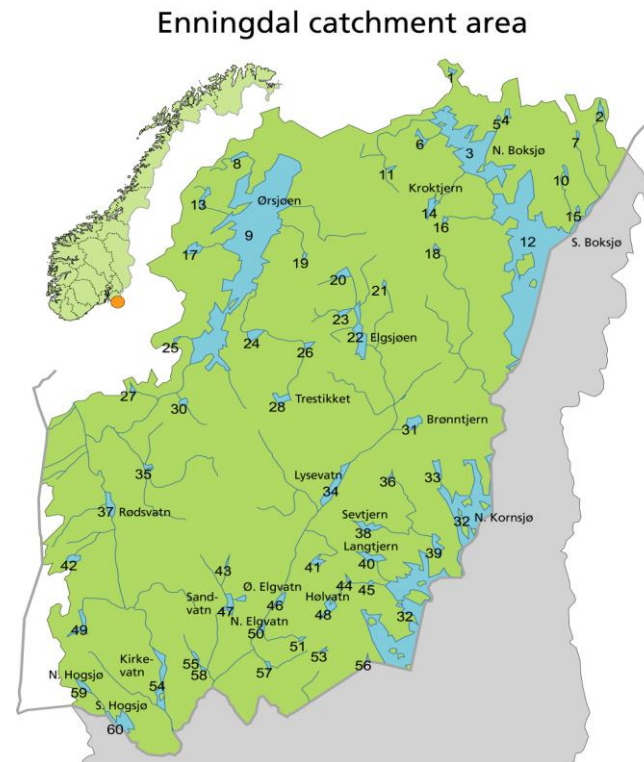 Enningdal catchment area
1
2
5 4
3
6
N. Boksjø
7
8
11
10
Kroktjern
13
Ørsjøen
14
15
16
9
12
S. Boksjø
17
18
19
20
21
23
22
Elgsjøen
24
25
26
27
28
Trestikket
30
Brønntjern
31
35
Lysevatn
36
33
34
37
Rødsvatn
Sevtjern
38
32
N. Kornsjø
Langtjern
39
42
43
41
40
Ø. Elgvatn
44
45
Sand-
vatn
47
46
Hølvatn
48
32
N. Elgvatn
49
50
51
Kirke-
vatn
55
53
N. Hogsjø
58
57
56
59
54
S. Hogsjø
60